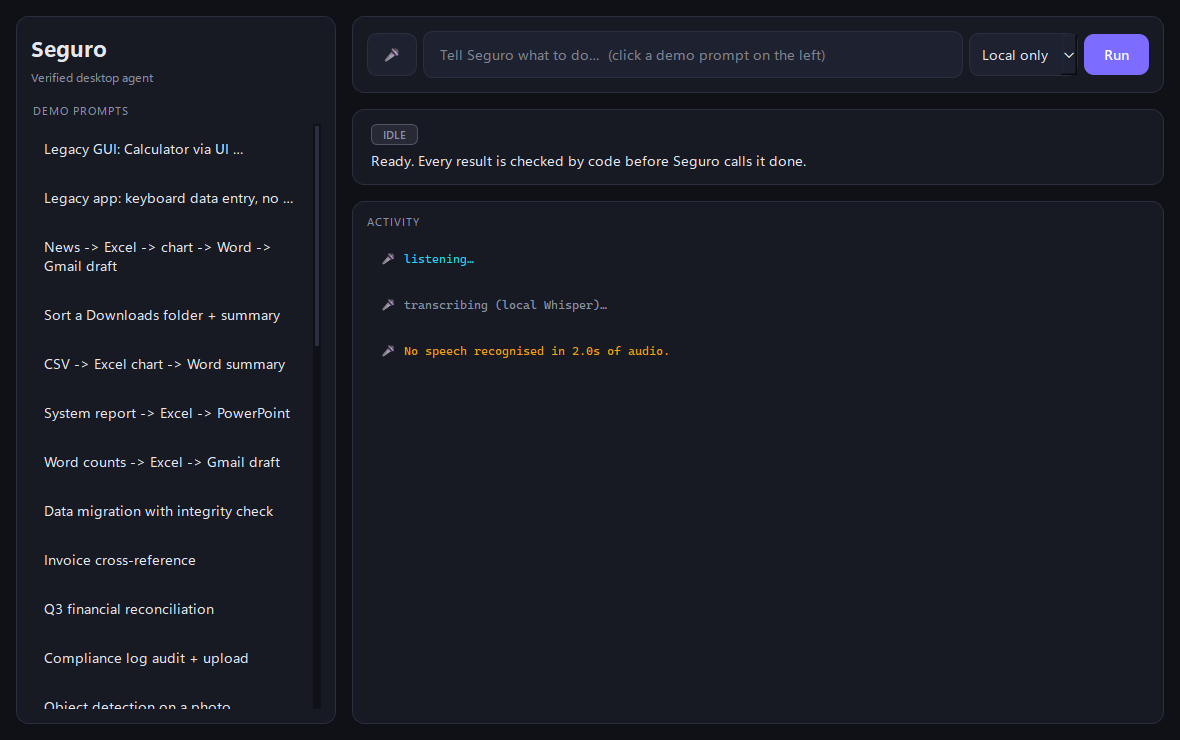 Seguro
Verified desktop agent
DEMO PROMPTS
Legacy GUI: Calculator via UI ...
Legacy app: keyboard data entry, no ...
News -> Excel -> chart -> Word ->
Gmail draft
Sort a Downloads folder + summary
CSV -> Excel chart -> Word summary
System report -> Excel -> PowerPoint
Word counts -> Excel -> Gmail draft
Data migration with integrity check
Invoice cross-reference
Q3 financial reconciliation
Compliance log audit + upload
Object detection on a photo
Tell Seguro what to do... (click a demo prompt on the left)
Local only
Run
IDLE
Ready. Every result is checked by code before Seguro calls it done.
ACTIVITY
listening…
transcribing (local Whisper)…
No speech recognised in 2.0s of audio.